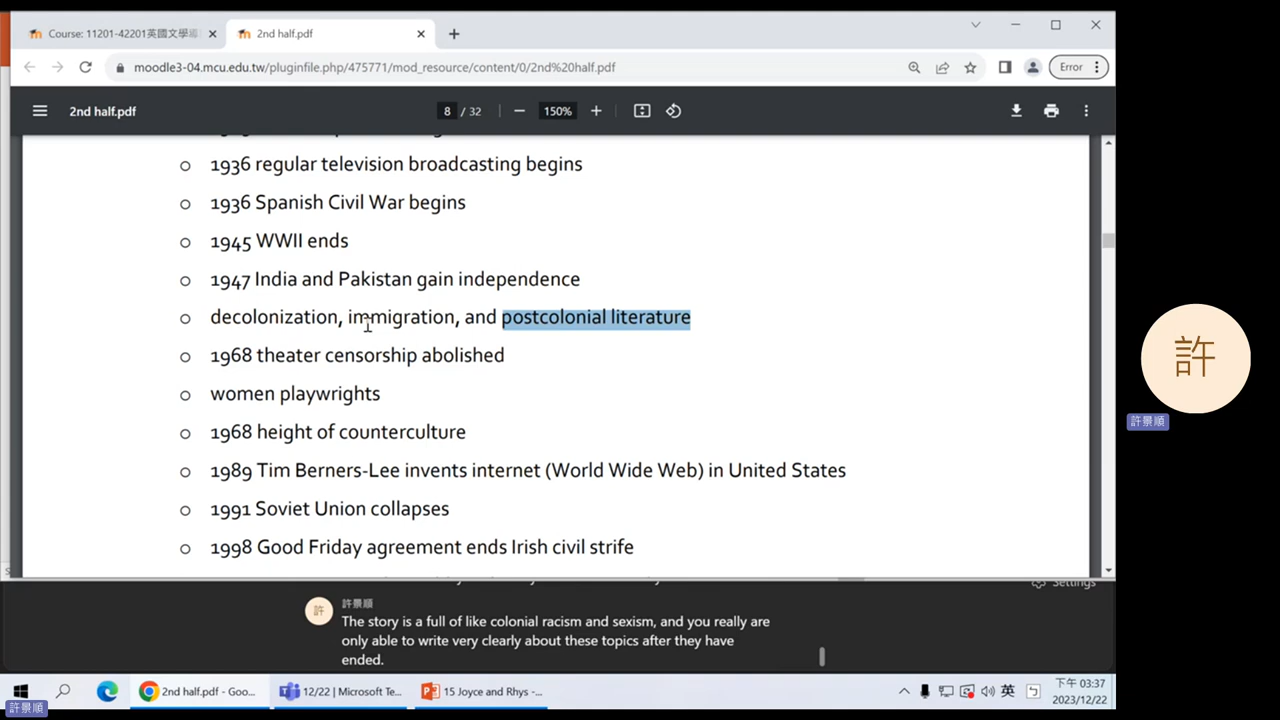 Course: 11201-42201英國文學導
2nd half.pdf
moodle3-04.mcu.edu.tw/pluginfile.php/475771/mod_resource/content/0/2nd%20half.pdf
Error
2nd half.pdf
8 / 32
150%
1936 regular television broadcasting begins
1936 Spanish Civil War begins
1945 WWII ends
1947 India and Pakistan gain independence
decolonization, immigration, and postcolonial literature
1968 theater censorship abolished
women playwrights
1968 height of counterculture
1989 Tim Berners-Lee invents internet (World Wide Web) in United States
1991 Soviet Union collapses
1998 Good Friday agreement ends Irish civil strife
許
許景順
Settings
許
許景順
The story is a full of like colonial racism and sexism, and you really are
only able to write very clearly about these topics after they have
ended.
2nd half.pdf - Goo...
12/22 | Microsoft Te...
15 Joyce and Rhys -...
英
下午 03:37
2023/12/22
許景順